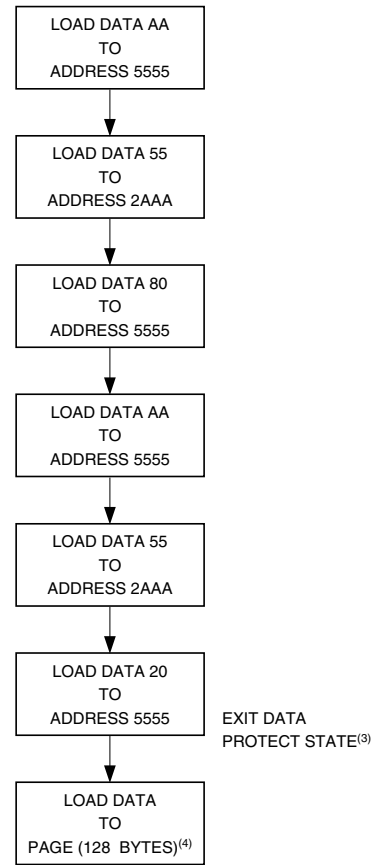 LOAD DATA AA
TO
ADDRESS 5555
LOAD DATA 55
TO
ADDRESS 2AAA
LOAD DATA 80
TO
ADDRESS 5555
LOAD DATA AA
TO
ADDRESS 5555
LOAD DATA 55
TO
ADDRESS 2AAA
LOAD DATA 20
TO
ADDRESS 5555
EXIT DATA
PROTECT STATE(3)
LOAD DATA
TO
PAGE (128 BYTES)(4)